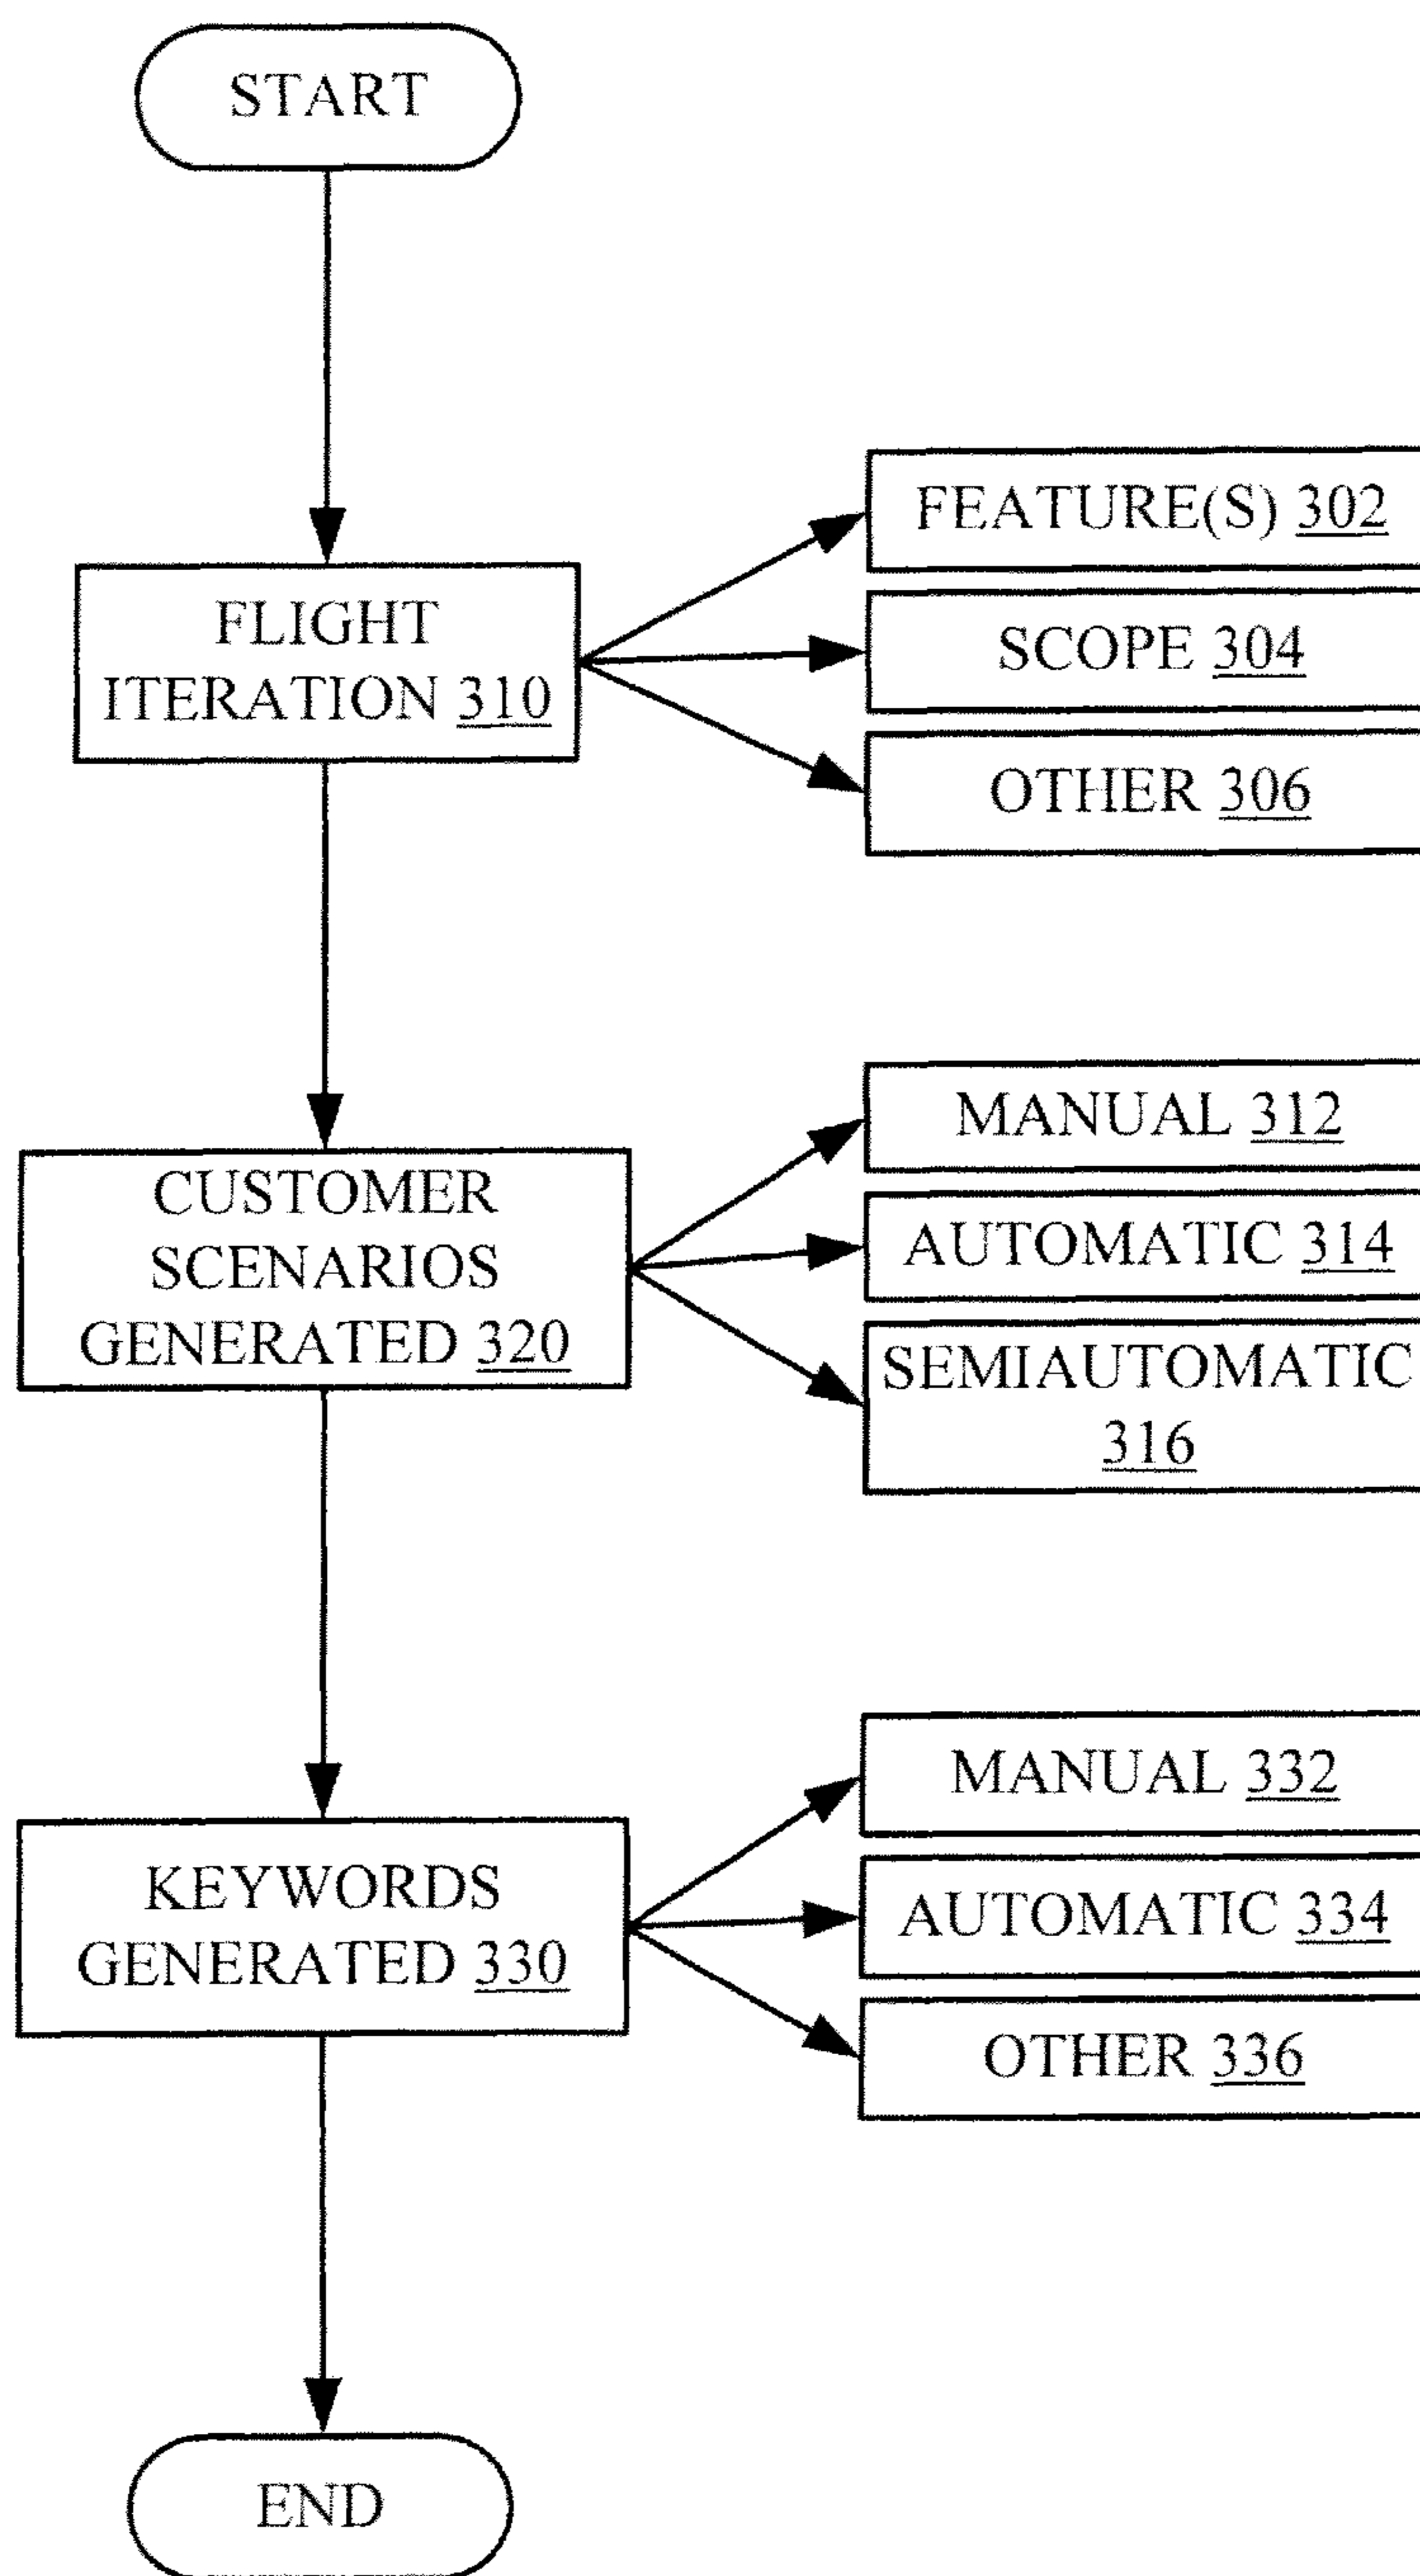 START
FLIGHT
ITERATION 310
FEATURE(S) 302
SCOPE 304
OTHER 306
CUSTOMER
SCENARIOS
GENERATED 320
MANUAL 312
AUTOMATIC 314
SEMIAUTOMATIC
316
KEYWORDS
GENERATED 330
MANUAL 332
AUTOMATIC 334
OTHER 336
END